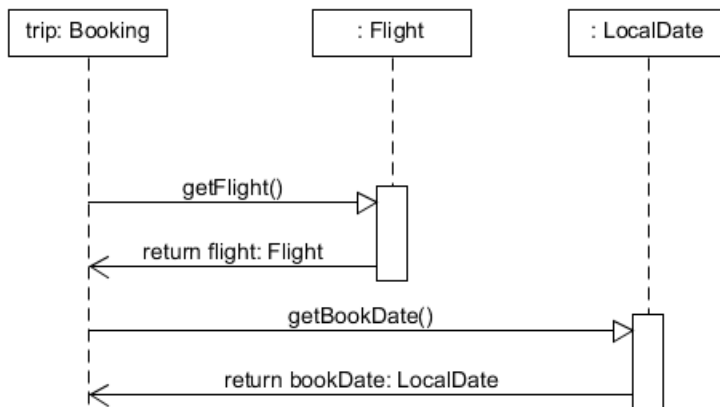 trip: Booking
: Flight
: LocalDate
getFlight()
return flight: Flight
getBookDate()
return bookDate: LocalDate